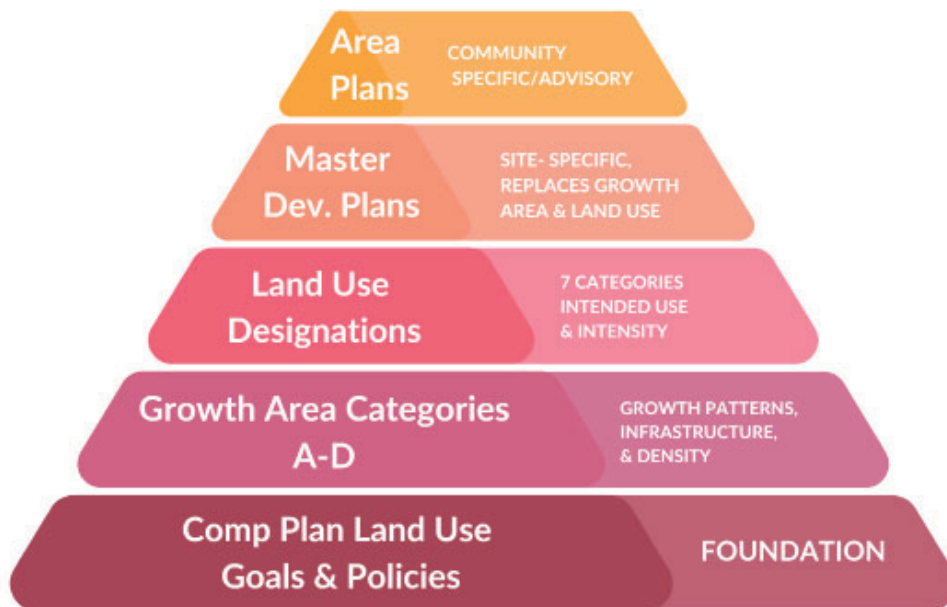 Area
Plans
COMMUNITY
SPECIFIC/ADVISORY
Master
Dev. Plans
SITE- SPECIFIC,
REPLACES GROWTH
AREA & LAND USE
Land Use
Designations
7 CATEGORIES
INTENDED USE
& INTENSITY
Growth Area Categories
A-D
GROWTH PATTERNS,
INFRASTRUCTURE,
& DENSITY
Comp Plan Land Use
Goals & Policies
FOUNDATION